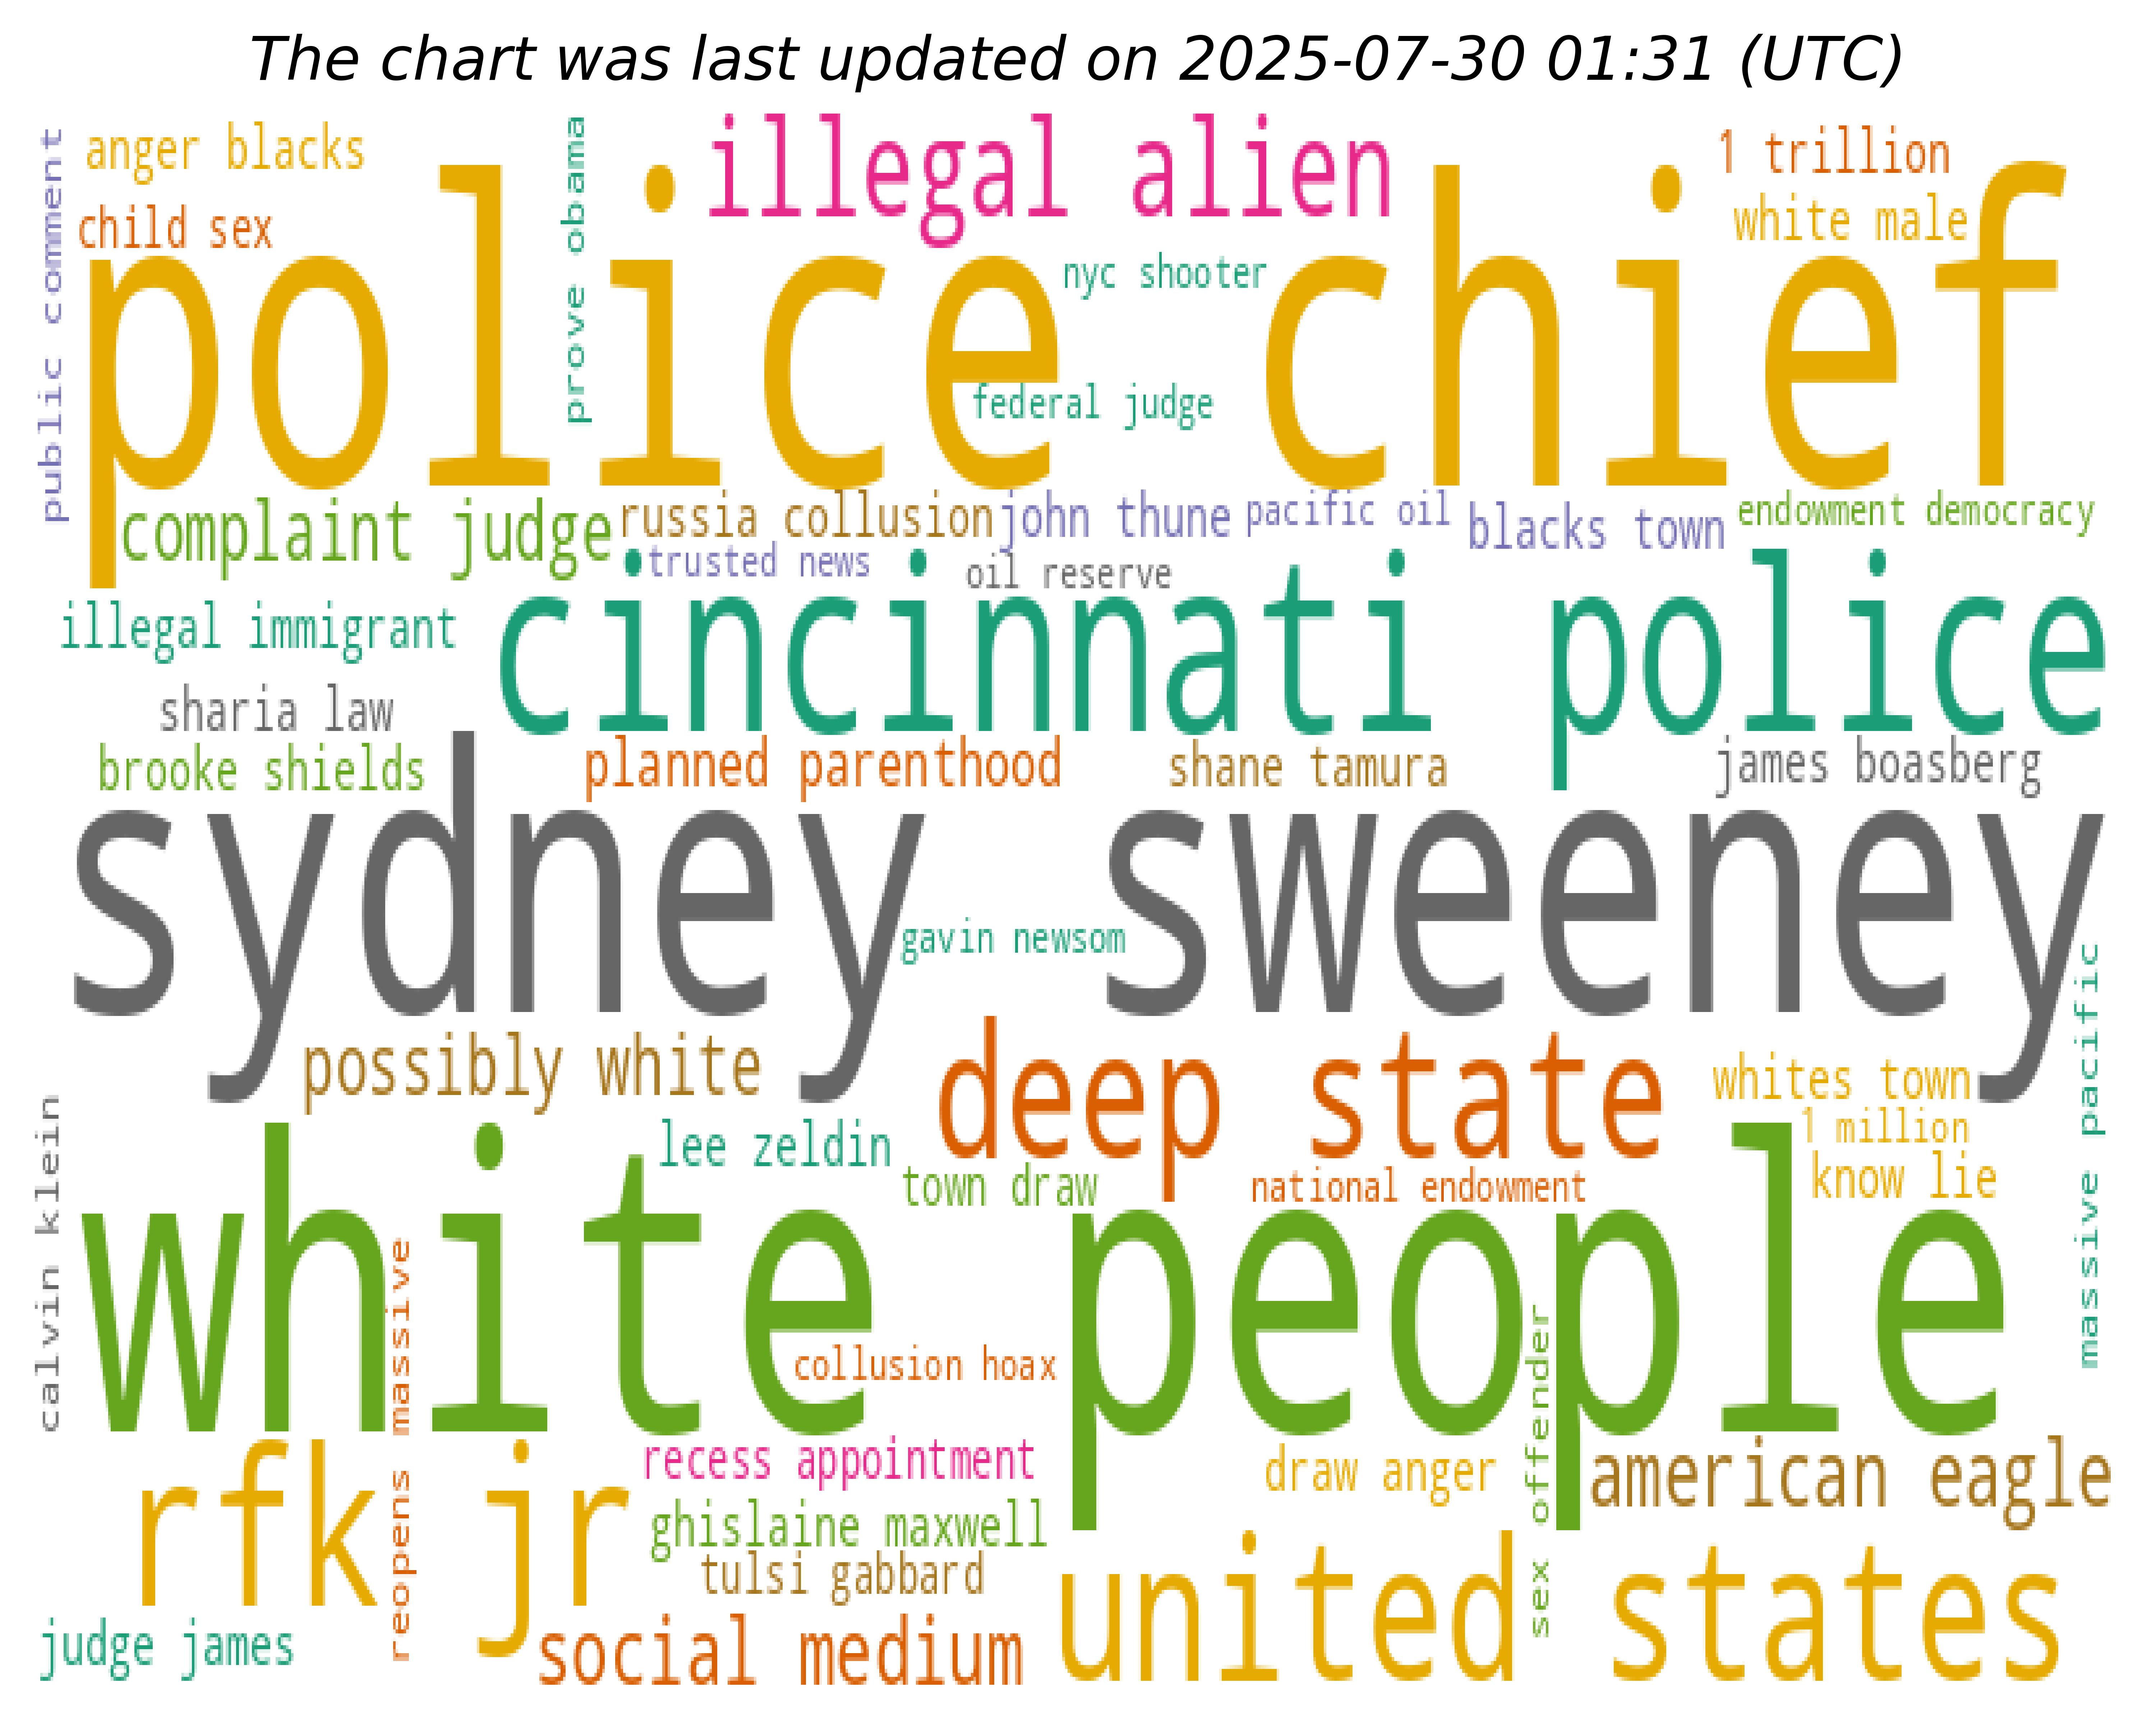 The chart was last updated on 2025-07-30 01:31 (UTC)
public comment
anger blacks
prove obama
illegal alien
1 trillion
child sex
white male
police chief
nyc shooter
federal judge
complaint judge
russia collusion
john thune
pacific oil
blacks town
endowment democracy
trusted news
oil reserve
illegal immigrant
cincinnati police
sharia law
brooke shields
planned parenthood
shane tamura
james boasberg
sydney sweeney
gavin newsom
massive pacific
possibly white
deep state
whites town
1 million
calvin klein
lee zeldin
town draw
national endowment
know lie
white people
reopens massive
collusion hoax
sex offender
rfk jr
recess appointment
draw anger
american eagle
ghislaine maxwell
tulsi gabbard
united states
judge james
social medium